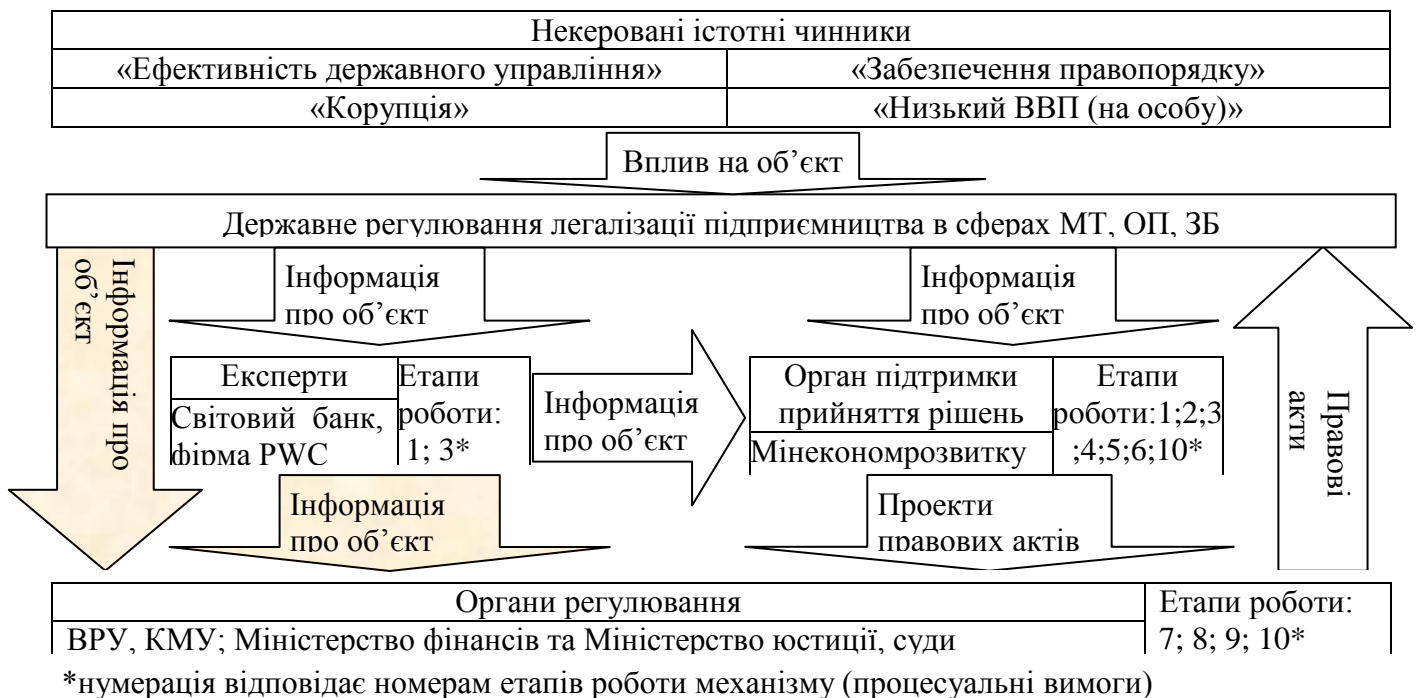 Некеровані істотні чинники
«Ефективність державного управління»
«Забезпечення правопорядку»
«Корупція»
«Низький ВВП (на особу)»
Вплив на об’єкт
Державне регулювання легалізації підприємництва в сферах МТ, ОП, ЗБ
Інформація про
об’єкт
Інформація
про об’єкт
Інформація
про об’єкт
Правові
акти
Експерти
Світовий банк,
фірма PWC
Етапи
роботи:
1; 3*
Інформація
про об’єкт
Орган підтримки
прийняття рішень
Мінекономрозвитку
Етапи
роботи:1;2;3
;4;5;6;10*
Інформація
про об’єкт
Проекти
правових актів
Органи регулювання
ВРУ, КМУ; Міністерство фінансів та Міністерство юстиції, суди
Етапи роботи:
7; 8; 9; 10*
*нумерація відповідає номерам етапів роботи механізму (процесуальні вимоги)